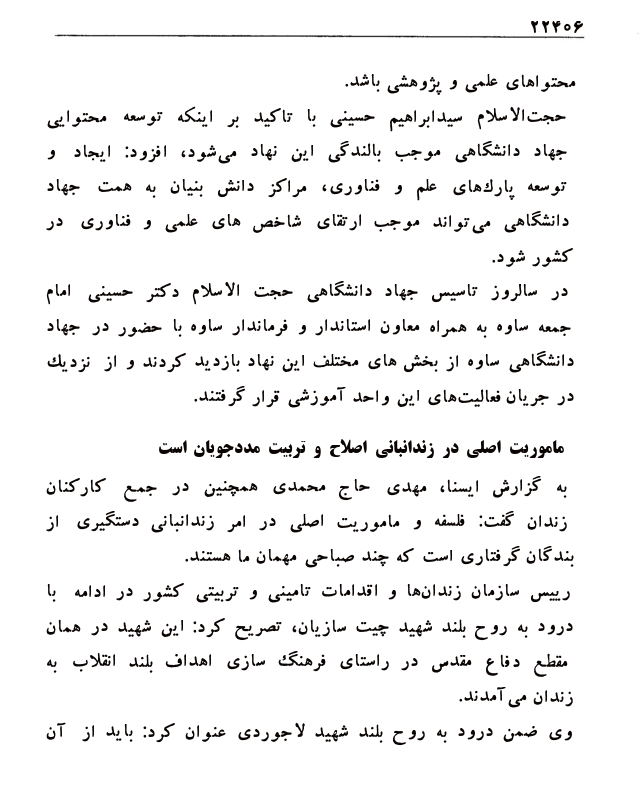 ۲۲۴۰۶
محتواهای علمی و پژوهشی باشد.
حجت‌الاسلام سیدابراهیم حسینی با تاکید بر اینکه توسعه محتوایی
جهاد دانشگاهی موجب بالندگی این نهاد می‌شود، افزود: ایجاد و
توسعه پارك‌های علم و فناوری، مراکز دانش بنیان به همت جهاد
دانشگاهی می‌تواند موجب ارتقای شاخص های علمی و فناوری در
کشور شود.
در سالروز تاسیس جهاد دانشگاهی حجت الاسلام دکتر حسینی امام
جمعه ساوه به همراه معاون استاندار و فرماندار ساوه با حضور در جهاد
دانشگاهی ساوه از بخش های مختلف این نهاد بازدید کردند و از نزدیك
در جریان فعالیت‌های این واحد آموزشی قرار گرفتند.
ماموریت اصلی در زندانبانی اصلاح و تربیت مددجویان است
به گزارش ایسنا، مهدی حاج محمدی همچنین در جمع کارکنان
زندان گفت: فلسفه و ماموریت اصلی در امر زندانبانی دستگیری از
بندگان گرفتاری است که چند صباحی مهمان ما هستند.
رییس سازمان زندان‌ها و اقدامات تامینی و تربیتی کشور در ادامه با
درود به روح بلند شهید چیت سازیان، تصریح کرد: این شهید در همان
مقطع دفاع مقدس در راستای فرهنگ سازی اهداف بلند انقلاب به
زندان می‌آمدند.
وی ضمن درود به روح بلند شهید لاجوردی عنوان کرد: باید از آن